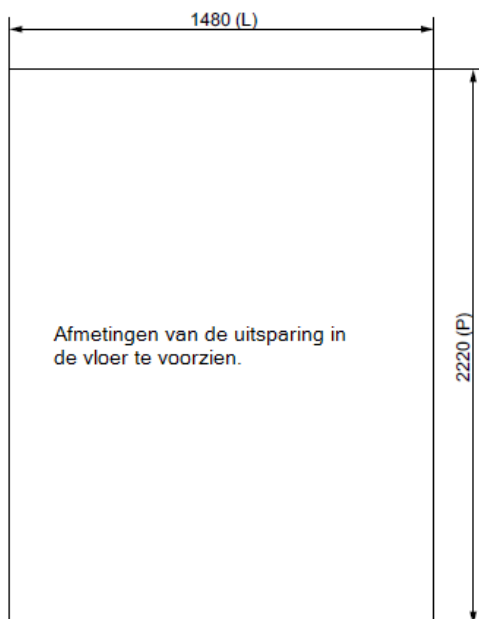 1480 (L)
Afmetingen van de uitsparing in
de vloer te voorzien.
2220 (P)